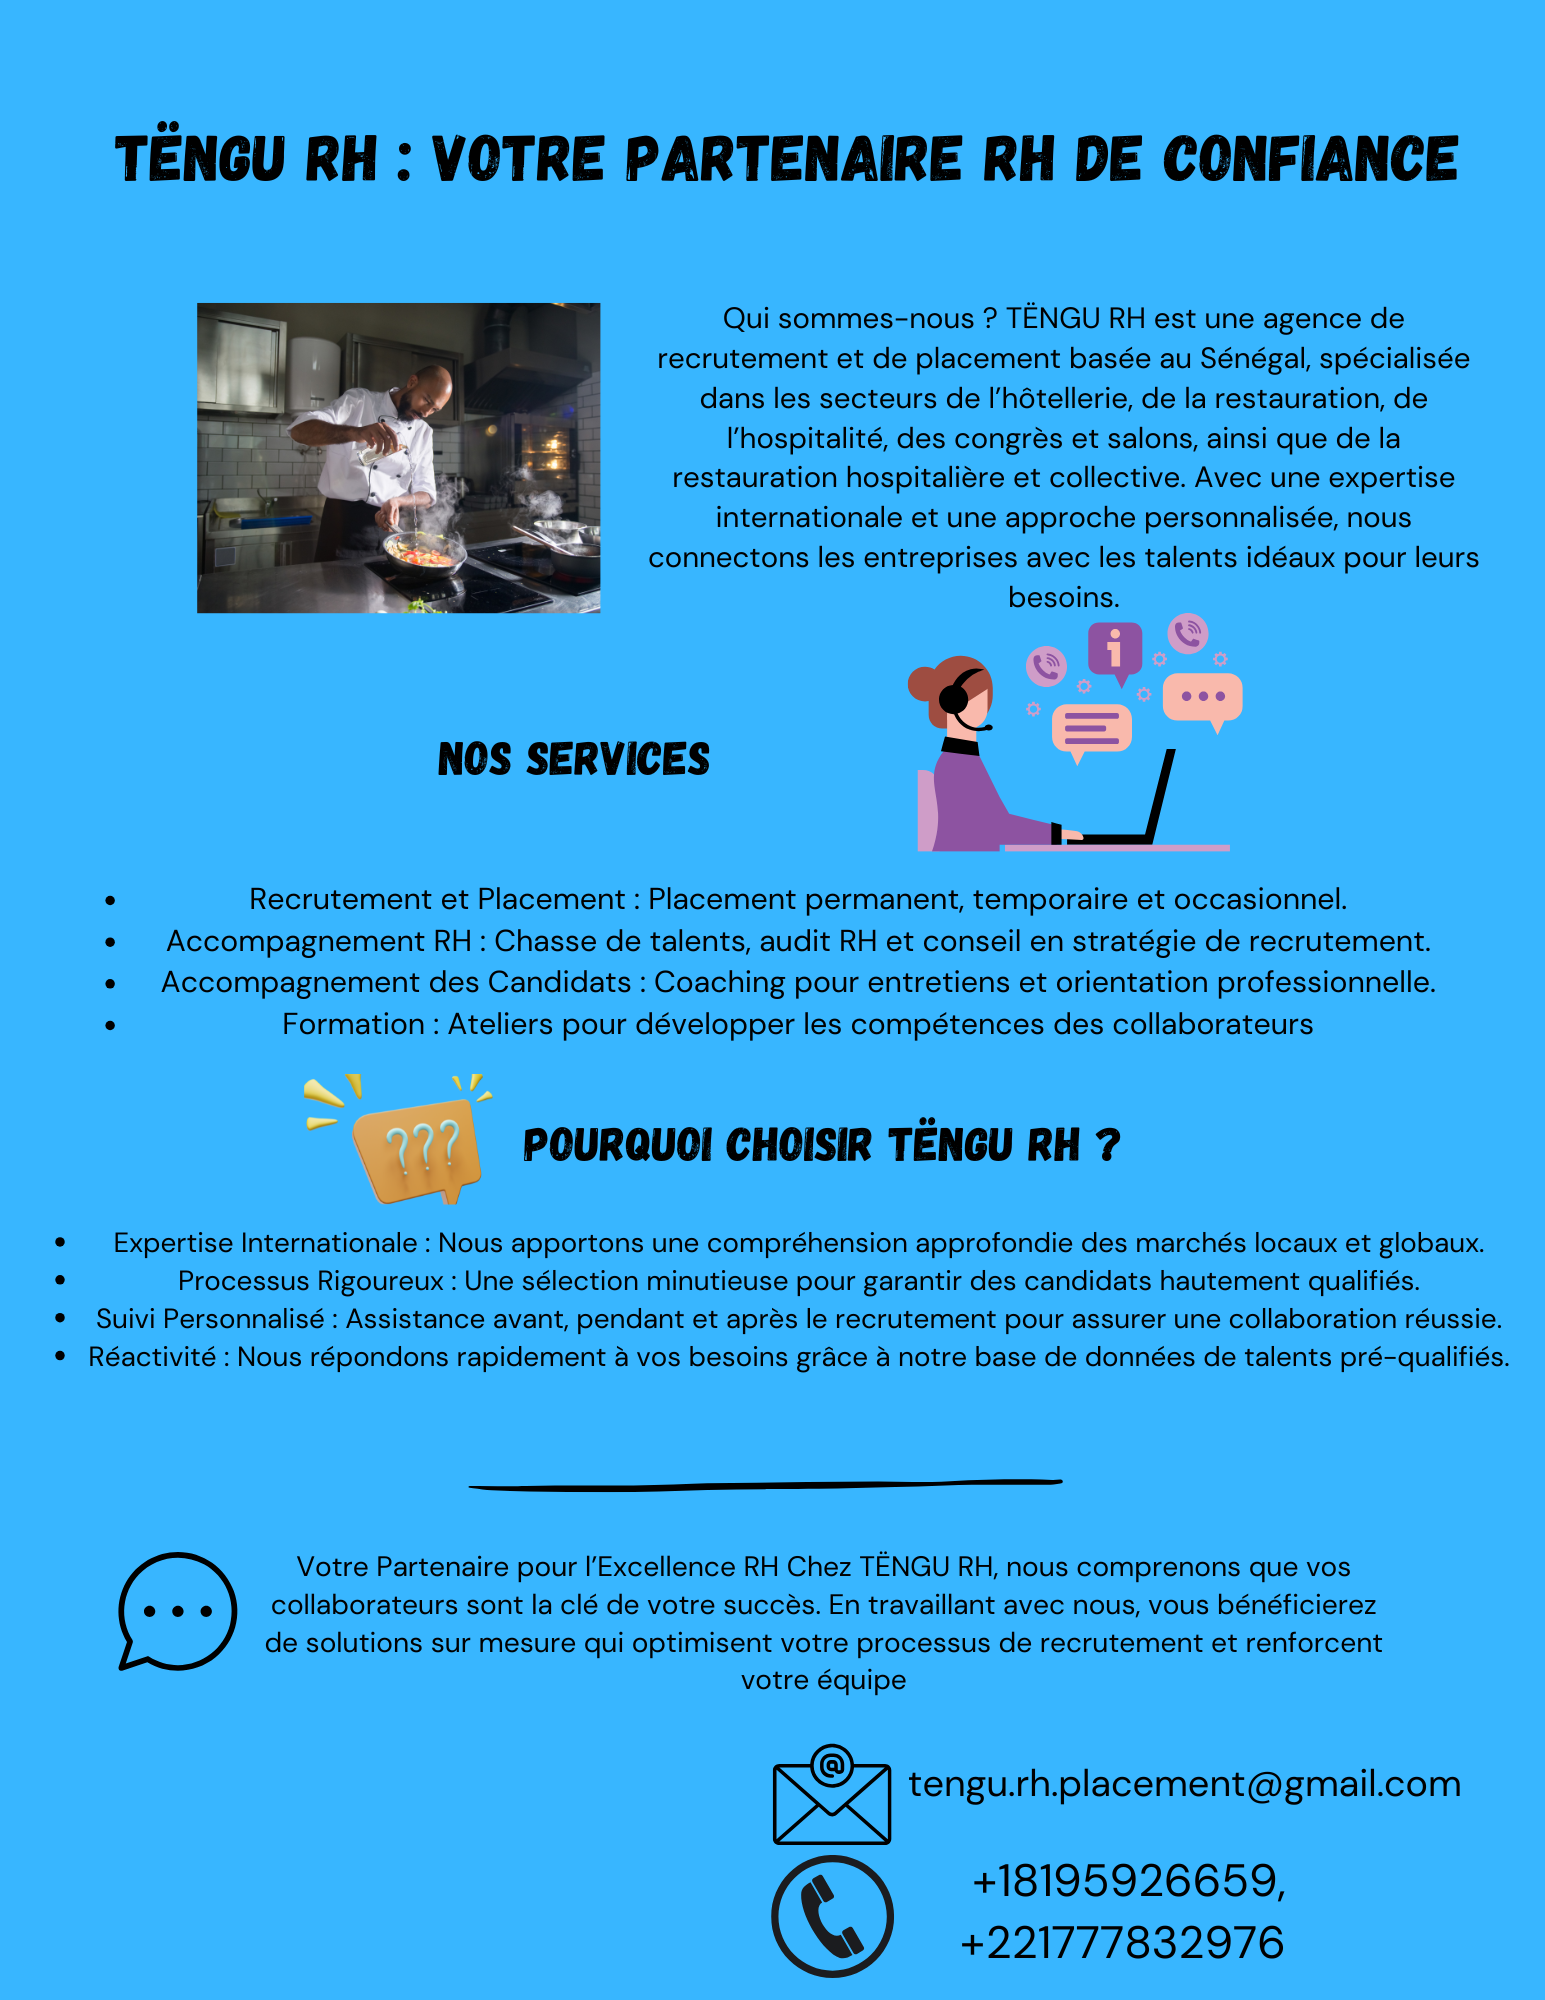 TËNGU RH : VOTRE PARTENAIRE RH DE CONFIANCE
Qui sommes-nous ? TËNGU RH est une agence de
recrutement et de placement basée au Sénégal, spécialisée
dans les secteurs de l’hôtellerie, de la restauration, de
l’hospitalité, des congrès et salons, ainsi que de la
restauration hospitalière et collective. Avec une expertise
internationale et une approche personnalisée, nous
connectons les entreprises avec les talents idéaux pour leurs
besoins.
i
NOS SERVICES
• Recrutement et Placement : Placement permanent, temporaire et occasionnel.
• Accompagnement RH : Chasse de talents, audit RH et conseil en stratégie de recrutement.
• Accompagnement des Candidats : Coaching pour entretiens et orientation professionnelle.
• Formation : Ateliers pour développer les compétences des collaborateurs
???
POURQUOI CHOISIR TËNGU RH ?
• Expertise Internationale : Nous apportons une compréhension approfondie des marchés locaux et globaux.
• Processus Rigoureux : Une sélection minutieuse pour garantir des candidats hautement qualifiés.
• Suivi Personnalisé : Assistance avant, pendant et après le recrutement pour assurer une collaboration réussie.
• Réactivité : Nous répondons rapidement à vos besoins grâce à notre base de données de talents pré-qualifiés.
Votre Partenaire pour l’Excellence RH Chez TËNGU RH, nous comprenons que vos
collaborateurs sont la clé de votre succès. En travaillant avec nous, vous bénéficierez
de solutions sur mesure qui optimisent votre processus de recrutement et renforcent
votre équipe
@
tengu.rh.placement@gmail.com
+18195926659,
+221777832976